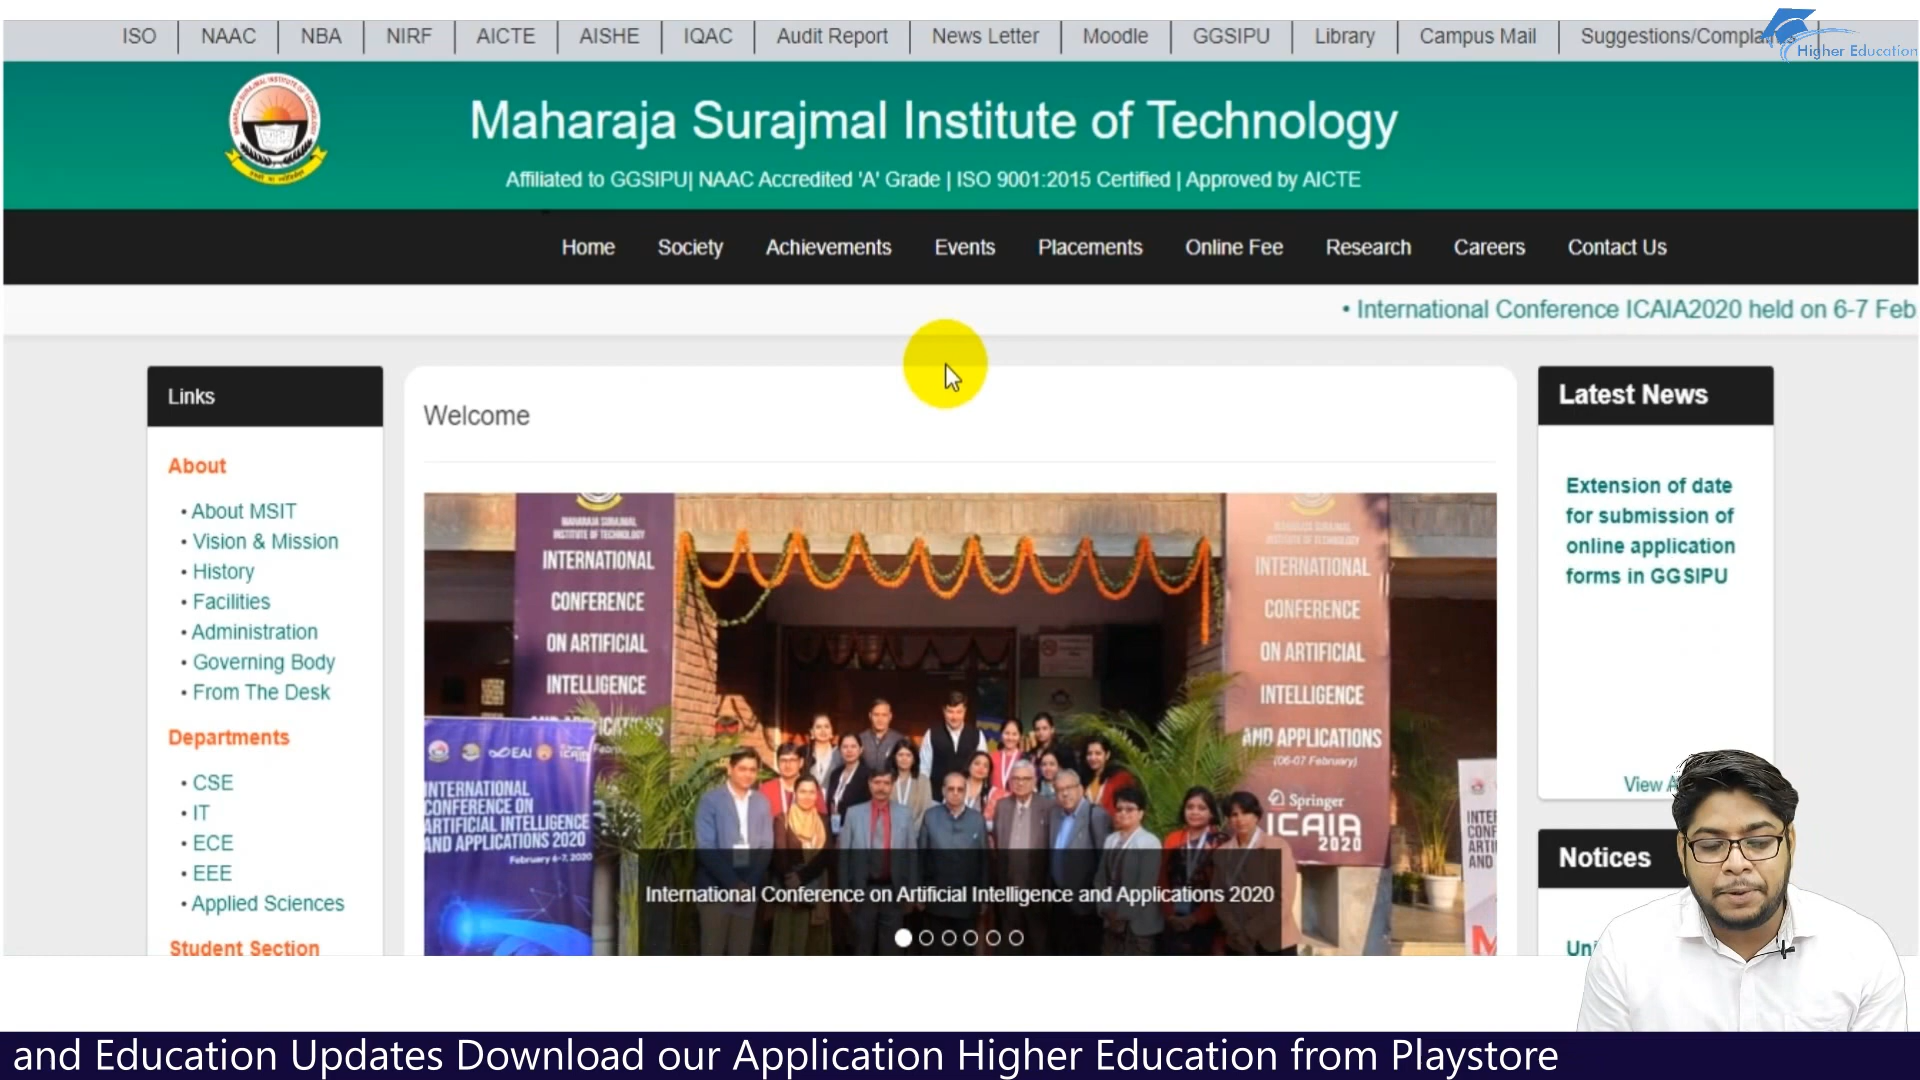 ISO NAAC NBA NIRF AICTE AISHE IQAC Audit Report News Letter Moodle GGSIPU Library Campus Mail
Higher Education
Maharaja Surajmal Institute of Technology
Affiliated to GGSIPU| NAAC Accredited 'A' Grade | ISO 9001:2015 Certified | Approved by AICTE
Home Society Achievements Events Placements Online Fee Research Careers Contact Us
• International Conference ICAIA2020 held on 6-7 Feb
Links
About
• About MSIT
• Vision & Mission
• History
• Facilities
• Administration
• Governing Body
• From The Desk
Departments
• CSE
• IT
• ECE
• EEE
• Applied Sciences
Student Section
Welcome
MAHARAJA SURAJMAL
INSTITUTE OF TECHNOLOGY
INTERNATIONAL
CONFERENCE
ON ARTIFICIAL
INTELLIGENCE
INTERNATIONAL
CONFERENCE ON
ARTIFICIAL INTELLIGENCE
AND APPLICATIONS 2020
February 6-7, 2020
INTERNATIONAL
CONFERENCE
ON ARTIFICIAL
INTELLIGENCE
AND APPLICATIONS
(06-07 February)
Springer
ICAIA
2020
International Conference on Artificial Intelligence and Applications 2020
Latest News
Extension of date
for submission of
online application
forms in GGSIPU
View
Notices
and Education Updates Download our Application Higher Education from Playstore